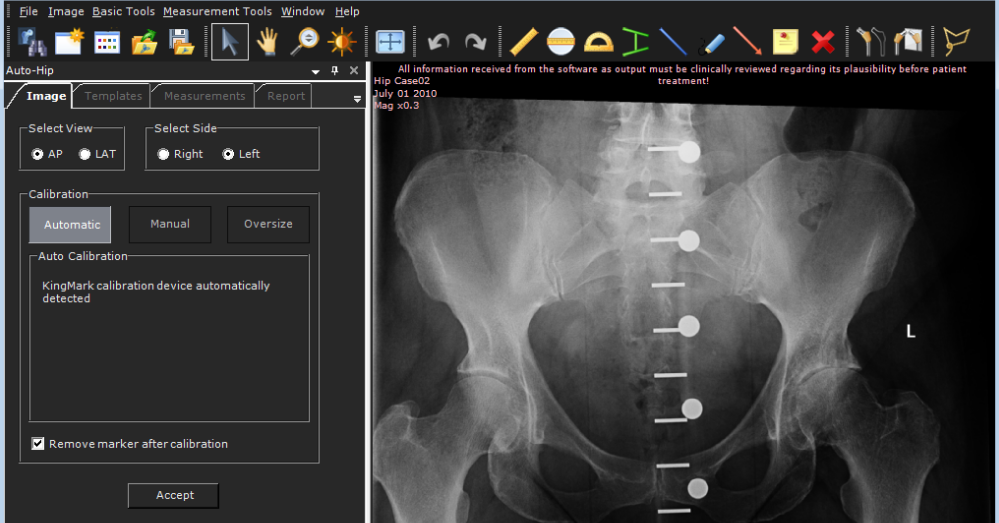 File Image Basic Tools Measurement Tools Window Help
Auto-Hip
Image Templates Measurements Report
Select View
AP LAT
Select Side
Right Left
Calibration
Automatic Manual Oversize
Auto Calibration
KingMark calibration device automatically
detected
Remove marker after calibration
Accept
All information received from the software as output must be clinically reviewed regarding its plausibility before patient
treatment!
Hip Case02
July 01 2010
Mag x0.3
L